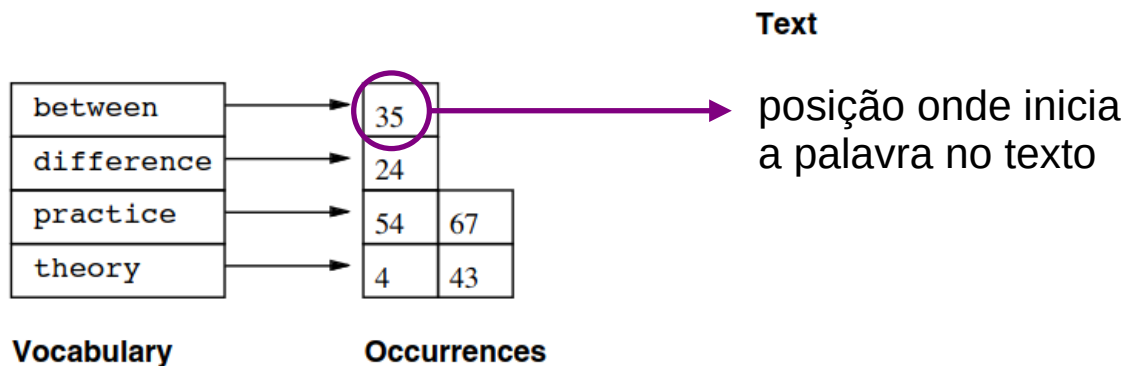 Text
between 35
posição onde inicia
a palavra no texto
difference 24
practice 54 67
theory 4 43
Vocabulary Occurrences